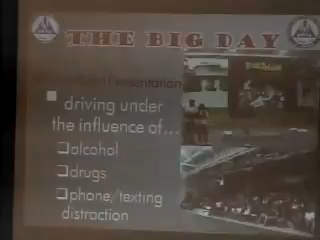 THE BIG DAY
Presentation
driving under
the influence of...
alcohol
drugs
phone/texting
distraction